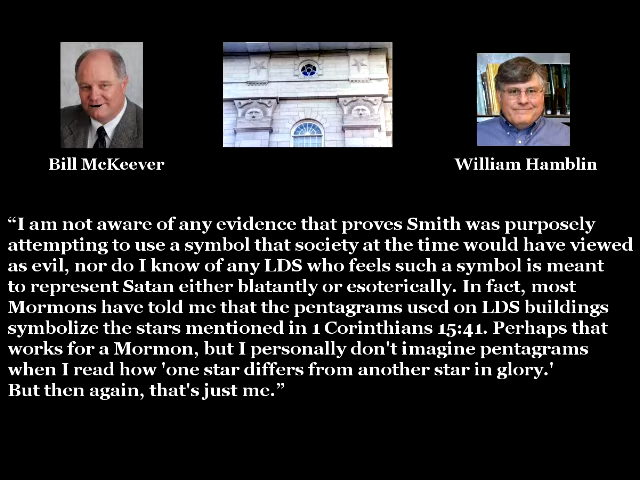 Bill McKeever
William Hamblin
“I am not aware of any evidence that proves Smith was purposely
attempting to use a symbol that society at the time would have viewed
as evil, nor do I know of any LDS who feels such a symbol is meant
to represent Satan either blatantly or esoterically. In fact, most
Mormons have told me that the pentagrams used on LDS buildings
symbolize the stars mentioned in 1 Corinthians 15:41. Perhaps that
works for a Mormon, but I personally don't imagine pentagrams
when I read how 'one star differs from another star in glory.'
But then again, that's just me.”